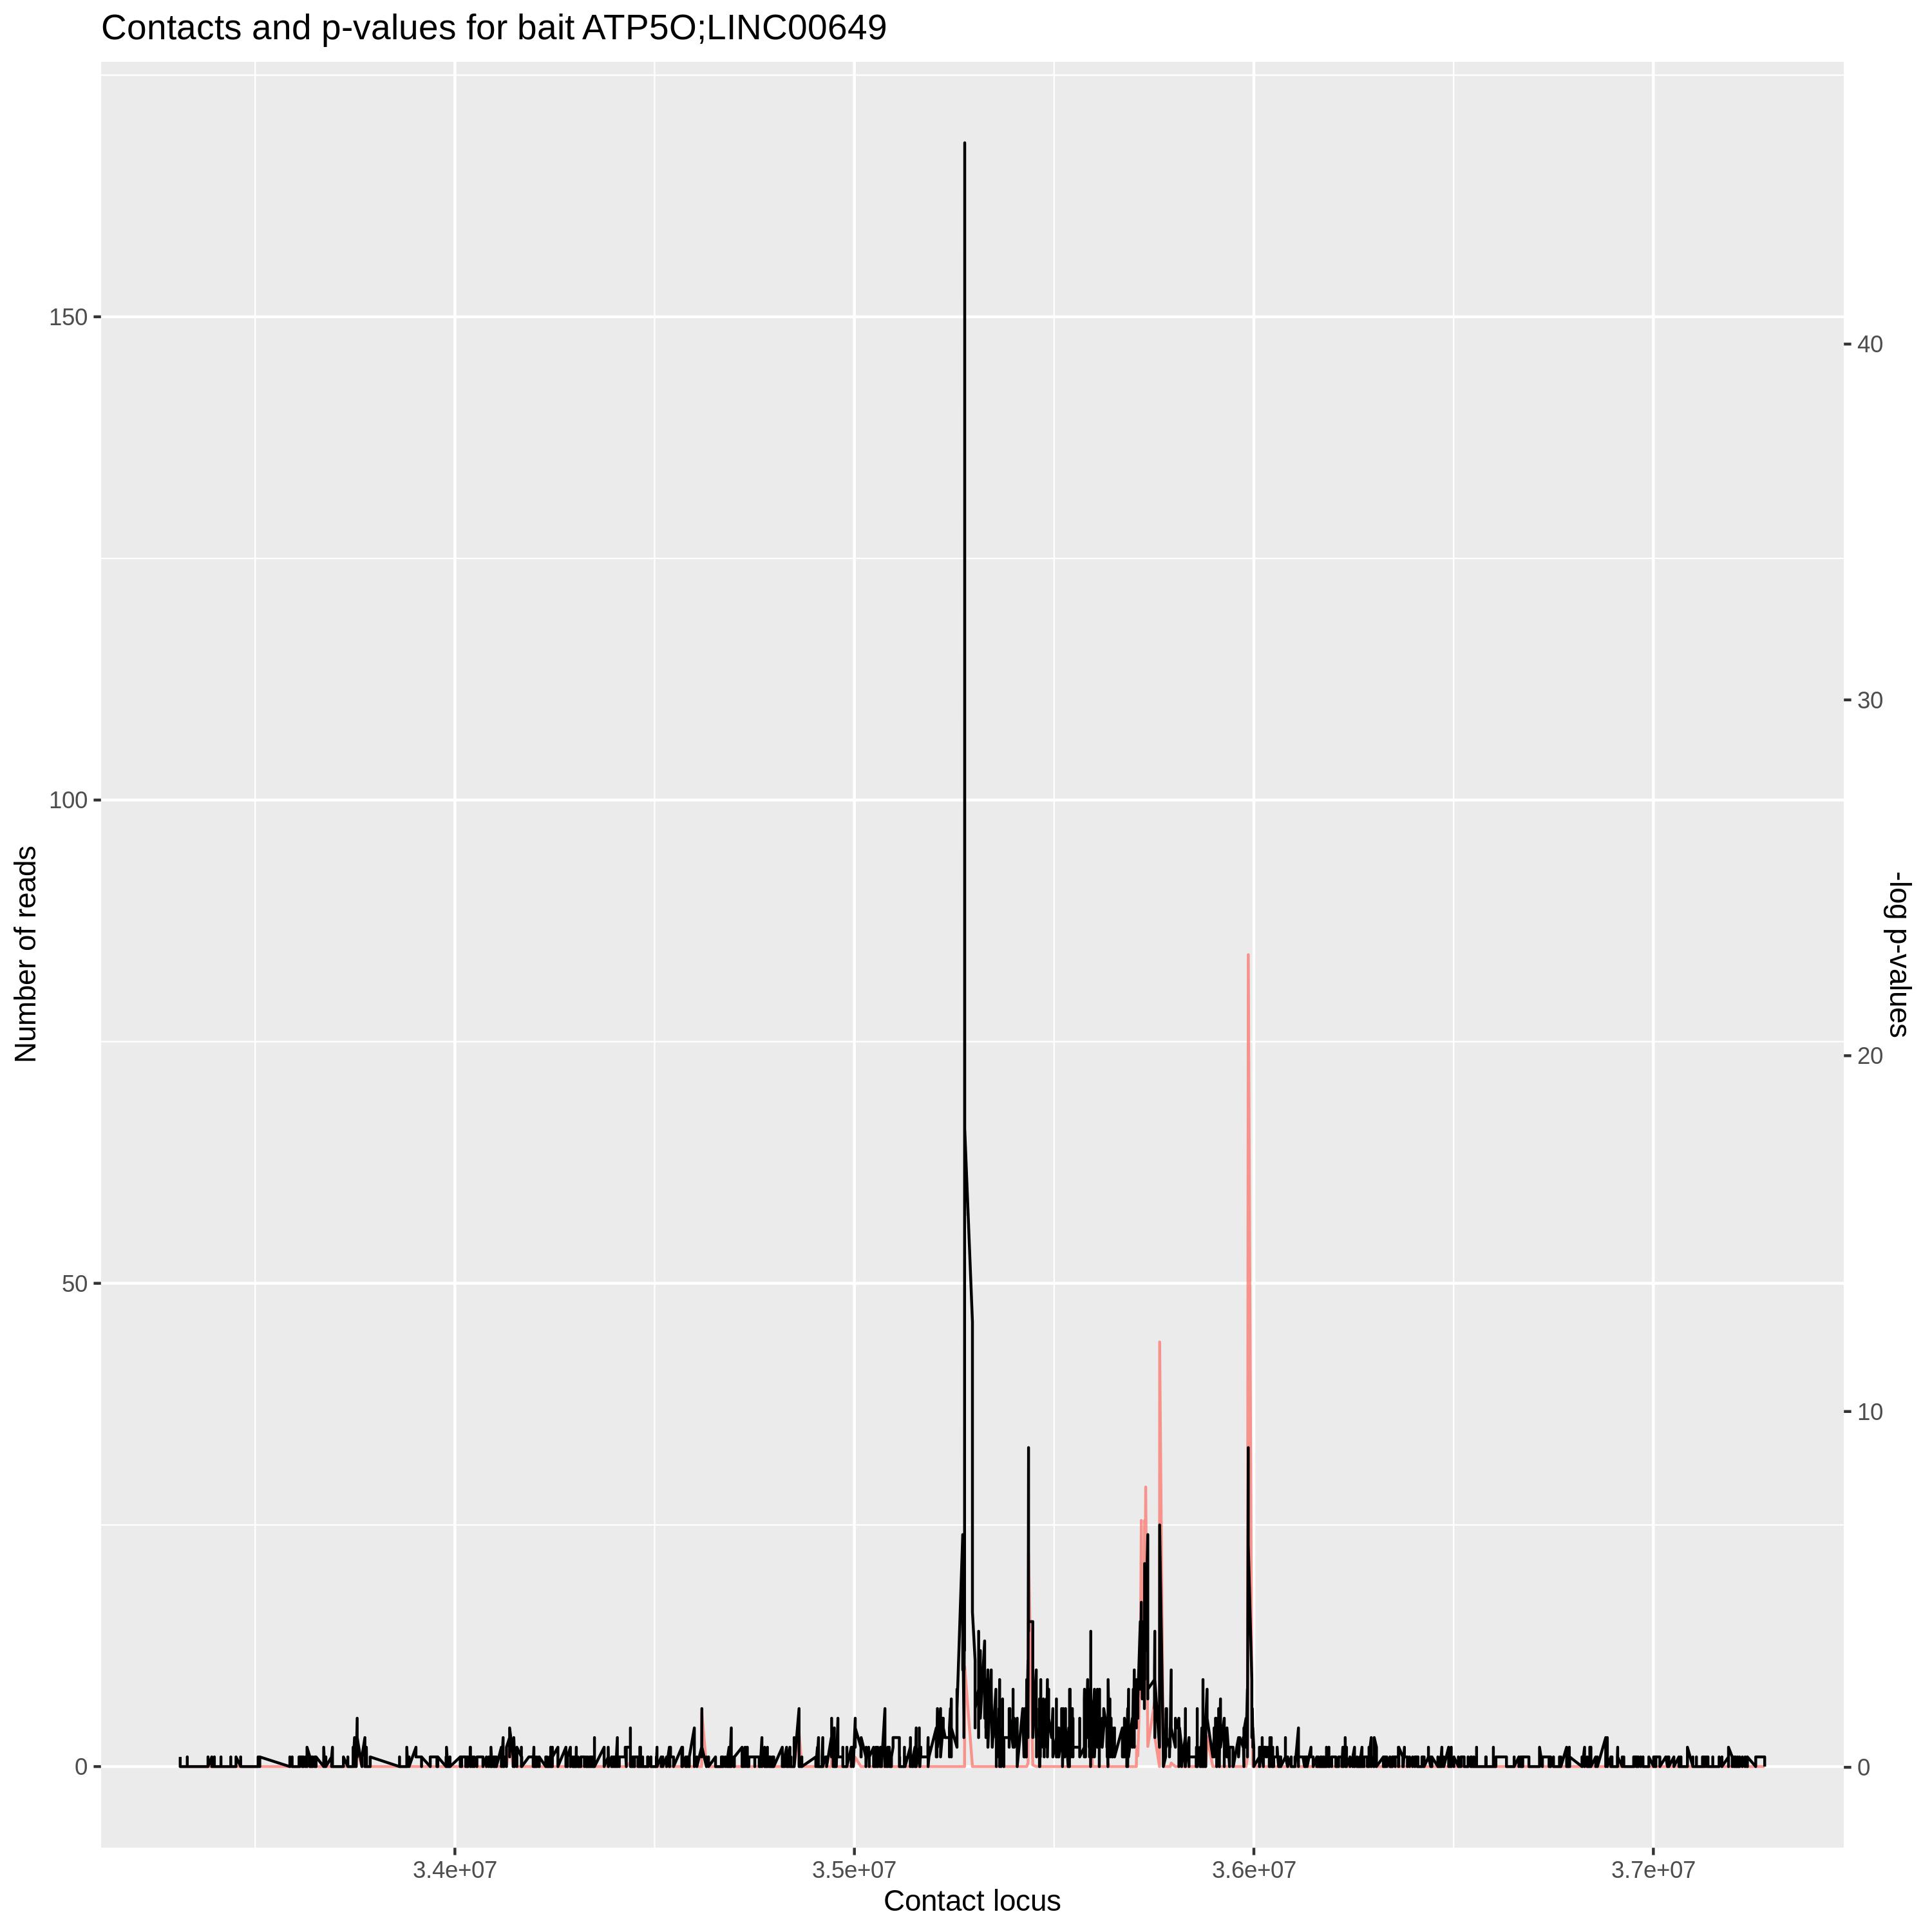 Contacts and p-values for bait ATP5O;LINC00649
150
100
50
0
Number of reads
40
30
20
10
0
-log p-values
3.4e+07
3.5e+07
3.6e+07
3.7e+07
Contact locus